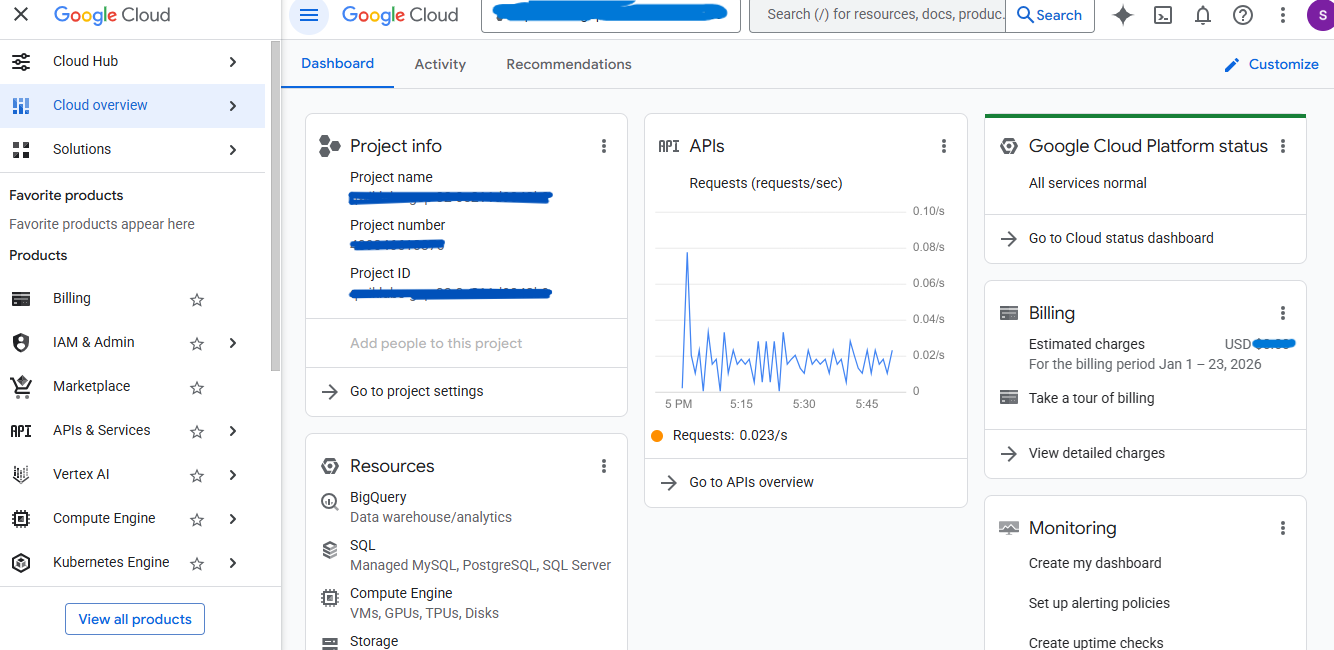 Google Cloud
Cloud Hub
Cloud overview
Solutions
Favorite products
Favorite products appear here
Products
Billing
IAM & Admin
Marketplace
API APIs & Services
Vertex AI
Compute Engine
Kubernetes Engine
View all products
Google Cloud
Search (/) for resources, docs, produc...
Search
S
Dashboard
Activity
Recommendations
Customize
Project info
Project name
Project number
Project ID
Add people to this project
Go to project settings
Resources
BigQuery
Data warehouse/analytics
SQL
Managed MySQL, PostgreSQL, SQL Server
Compute Engine
VMs, GPUs, TPUs, Disks
Storage
API APIs
Requests (requests/sec)
0.10/s
0.08/s
0.06/s
0.04/s
0.02/s
0
5 PM 5:15 5:30 5:45
Requests: 0.023/s
Go to APIs overview
Google Cloud Platform status
All services normal
Go to Cloud status dashboard
Billing
Estimated charges USD
For the billing period Jan 1 – 23, 2026
Take a tour of billing
View detailed charges
Monitoring
Create my dashboard
Set up alerting policies
Create uptime checks